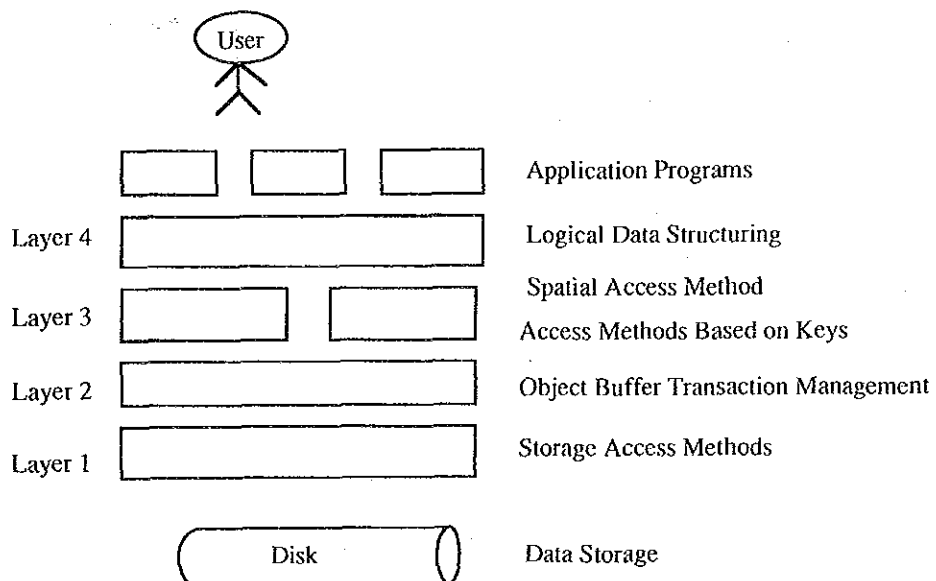 User
Application Programs
Layer 4
Logical Data Structuring
Spatial Access Method
Layer 3
Access Methods Based on Keys
Layer 2
Object Buffer Transaction Management
Layer 1
Storage Access Methods
Disk
Data Storage